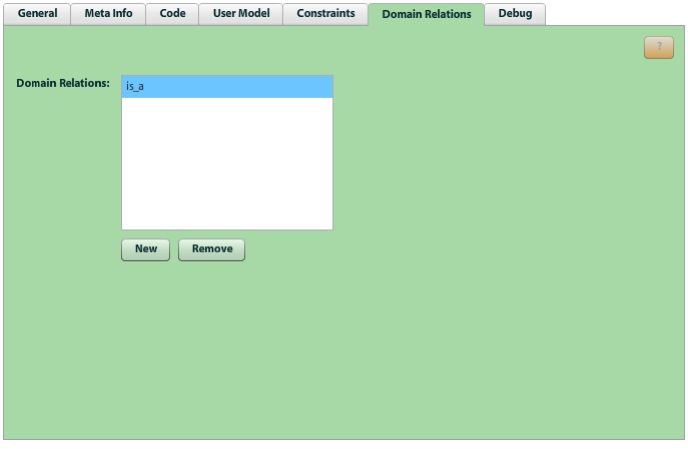 General Meta Info Code User Model Constraints Domain Relations Debug
?
Domain Relations: is_a
New Remove